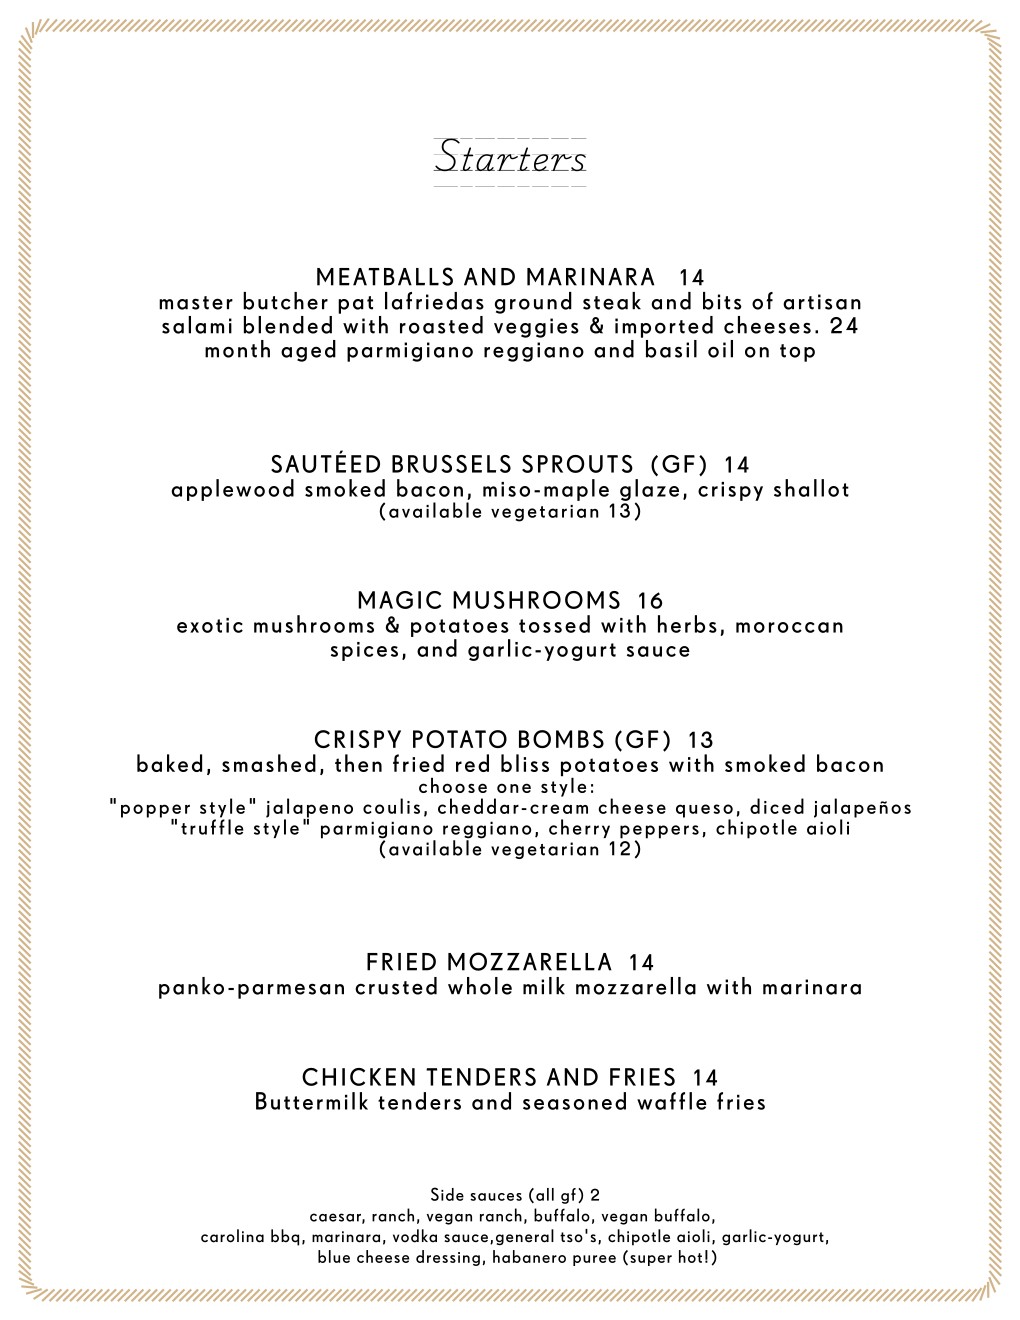 Starters
MEATBALLS AND MARINARA 14
master butcher pat lafriedas ground steak and bits of artisan
salami blended with roasted veggies & imported cheeses. 24
month aged parmigiano reggiano and basil oil on top
SAUTÉED BRUSSELS SPROUTS (GF) 14
applewood smoked bacon, miso-maple glaze, crispy shallot
(available vegetarian 13)
MAGIC MUSHROOMS 16
exotic mushrooms & potatoes tossed with herbs, moroccan
spices, and garlic-yogurt sauce
CRISPY POTATO BOMBS (GF) 13
baked, smashed, then fried red bliss potatoes with smoked bacon
choose one style:
"popper style" jalapeno coulis, cheddar-cream cheese queso, diced jalapeños
"truffle style" parmigiano reggiano, cherry peppers, chipotle aioli
(available vegetarian 12)
FRIED MOZZARELLA 14
panko-parmesan crusted whole milk mozzarella with marinara
CHICKEN TENDERS AND FRIES 14
Buttermilk tenders and seasoned waffle fries
Side sauces (all gf) 2
caesar, ranch, vegan ranch, buffalo, vegan buffalo,
carolina bbq, marinara, vodka sauce,general tso's, chipotle aioli, garlic-yogurt,
blue cheese dressing, habanero puree (super hot!)